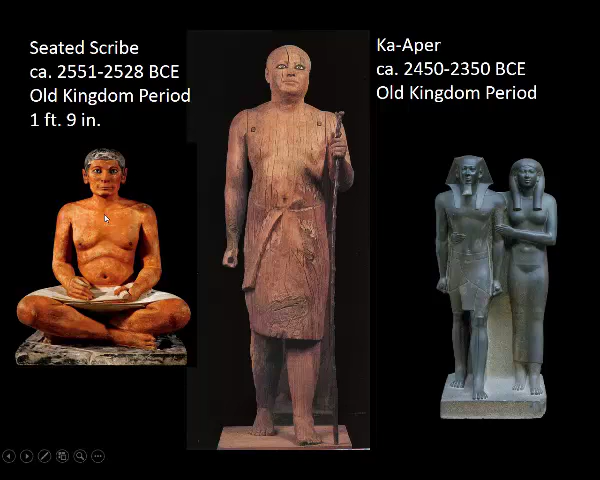 Seated Scribe
ca. 2551-2528 BCE
Old Kingdom Period
1 ft. 9 in.
Ka-Aper
ca. 2450-2350 BCE
Old Kingdom Period